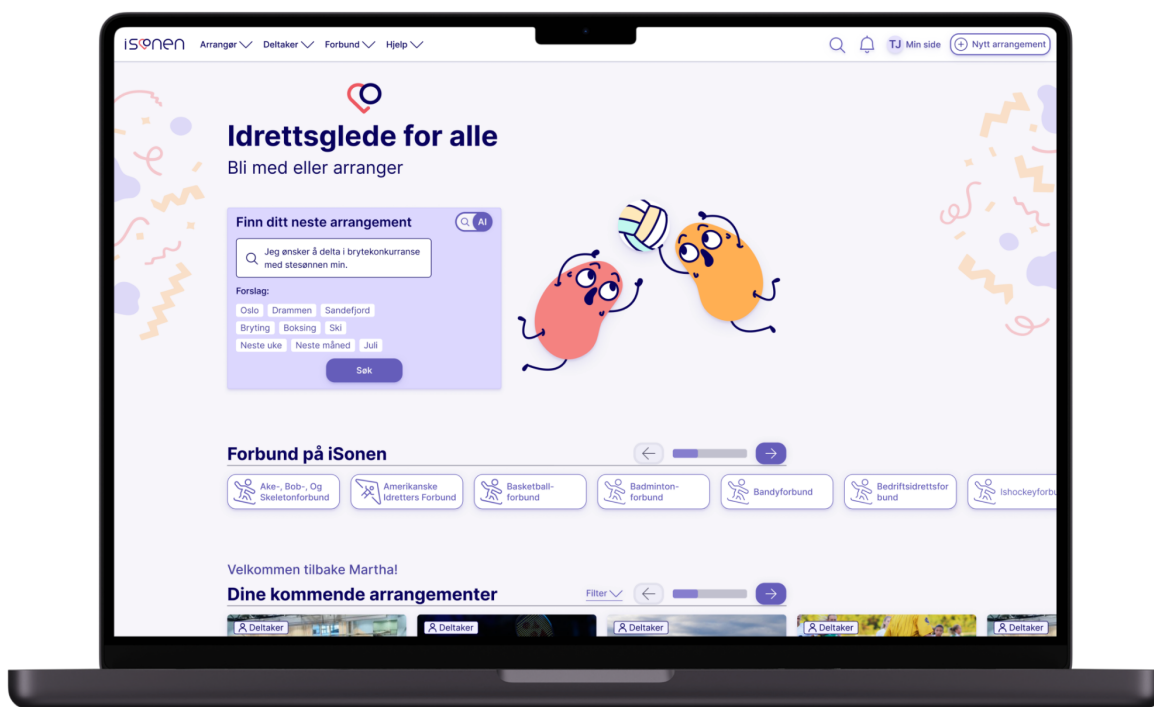 isonen
Arrangør
Deltaker
Forbund
Hjelp
TJ
Min side
Nytt arrangement
Idrettsglede for alle
Bli med eller arranger
Finn ditt neste arrangement
AI
Jeg ønsker å delta i brytekonkurranse
med stesønnen min.
Forslag:
Oslo
Drammen
Sandefjord
Bryting
Boksing
Ski
Neste uke
Neste måned
Juli
Søk
Forbund på iSonen
Ake-, Bob-, Og
Skeletonforbund
Amerikanske
Idretters Forbund
Basketball-
forbund
Badminton-
forbund
Bandyforbund
Bedriftsidrettsfor
bund
Ishockeyforbu
Velkommen tilbake Martha!
Dine kommende arrangementer
Filter
Deltaker
Deltaker
Deltaker
Deltaker
Deltaker